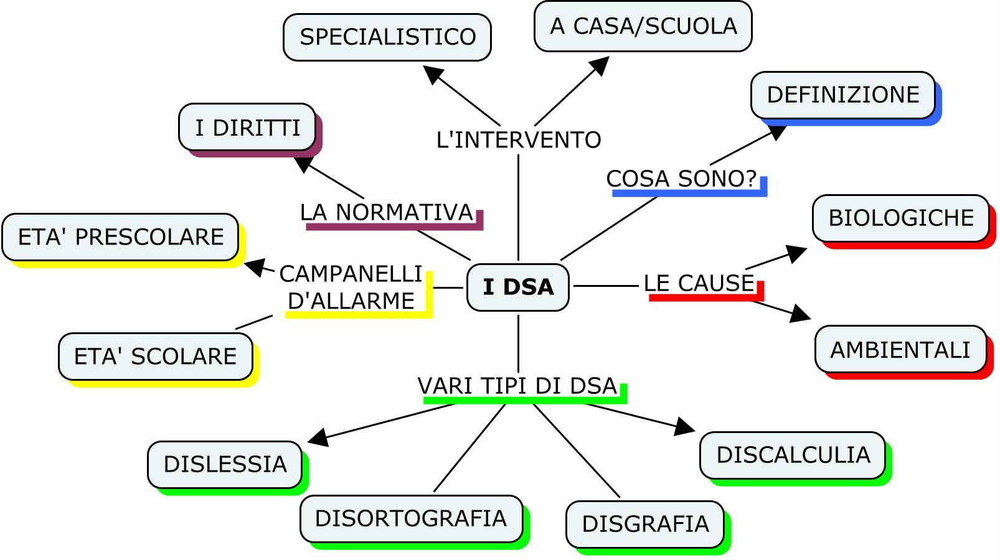 A CASA/SCUOLA
SPECIALISTICO
DEFINIZIONE
I DIRITTI
L'INTERVENTO
COSA SONO?
LA NORMATIVA
BIOLOGICHE
ETA' PRESCOLARE
CAMPANELLI
D'ALLARME
I DSA
LE CAUSE
AMBIENTALI
ETA' SCOLARE
VARI TIPI DI DSA
DISLESSIA
DISCALCULIA
DISORTOGRAFIA
DISGRAFIA